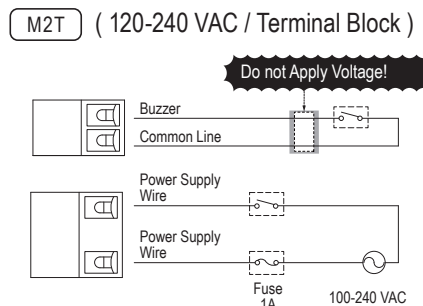 M2T ( 120-240 VAC / Terminal Block )
Do not Apply Voltage!
Buzzer
Common Line
Power Supply
Wire
Power Supply
Wire
Fuse
1A
100-240 VAC